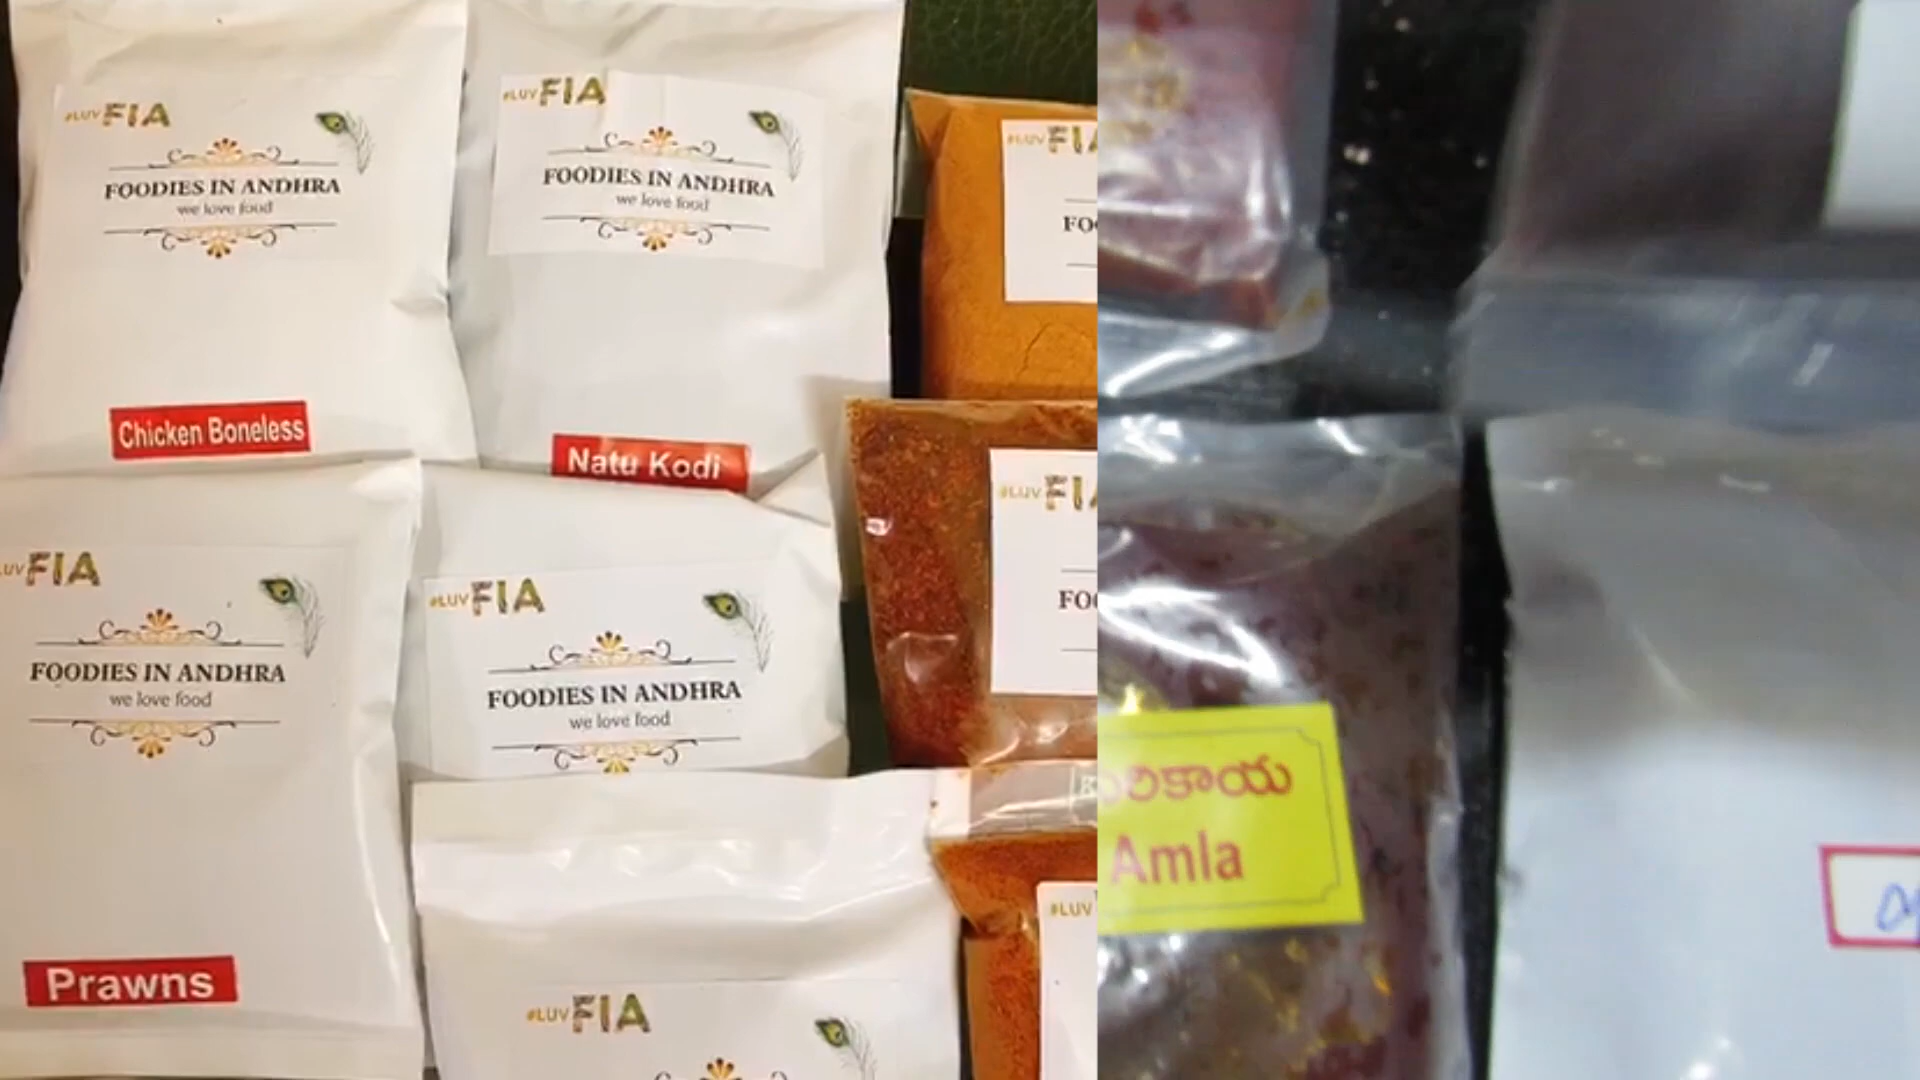 #LUV FIA
FOODIES IN ANDHRA
we love food
Chicken Boneless
#LUV FIA
FOODIES IN ANDHRA
we love food
Natu Kodi
#LUV
FO
LUV FIA
FOODIES IN ANDHRA
we love food
Prawns
#LUV FIA
FOODIES IN ANDHRA
we love food
#LUV
FO
#LUV FIA
#LUV
రికాయ
Amla